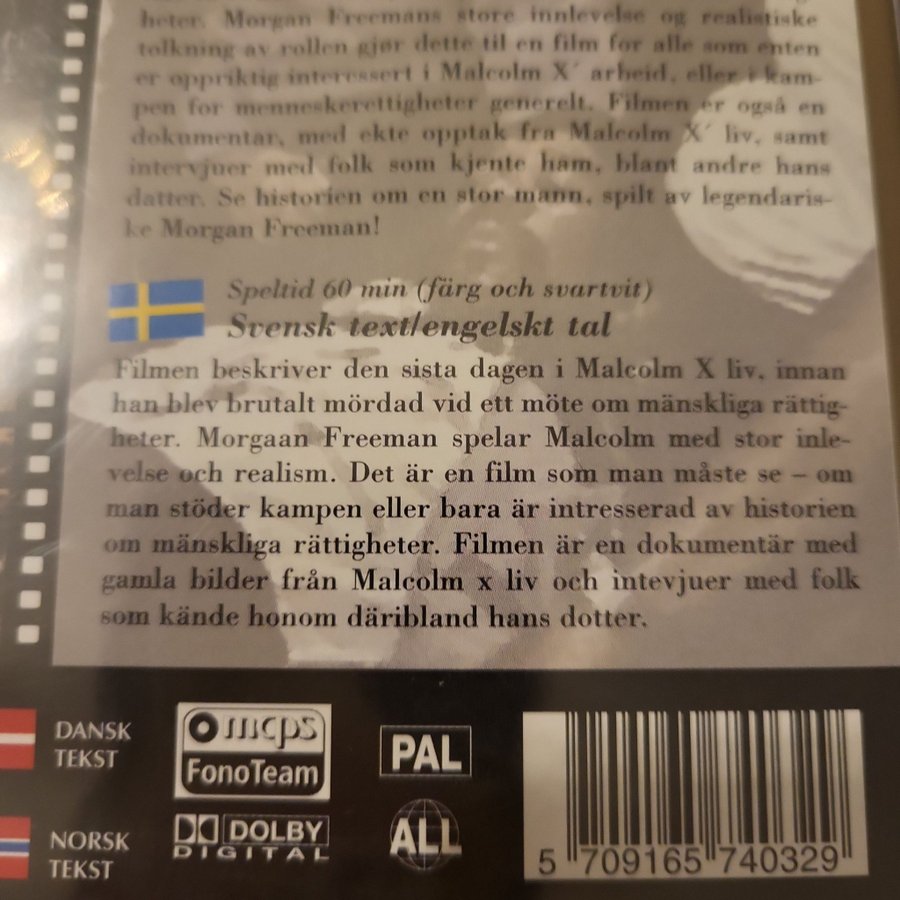 heter. Morgan Freemans store innlevelse og realistiske
tolkning av rollen gjør dette til en film for alle som enten
er oppriktig interessert i Malcolm X´ arbeid, eller i kam-
pen for menneskerettigheter generelt. Filmen er også en
dokumentar, med ekte opptak fra Malcolm X´ liv, samt
intervjuer med folk som kjente ham, blant andre hans
datter. Se historien om en stor mann, spilt av legendaris-
ke Morgan Freeman!
Speltid 60 min (färg och svartvit)
Svensk text/engelskt tal
Filmen beskriver den sista dagen i Malcolm X liv, innan
han blev brutalt mördad vid ett möte om mänskliga rättig-
heter. Morgaan Freeman spelar Malcolm med stor inle-
velse och realism. Det är en film som man måste se – om
man stöder kampen eller bara är intresserad av historien
om mänskliga rättigheter. Filmen är en dokumentär med
gamla bilder från Malcolm x liv och intevjuer med folk
som kände honom däribland hans dotter.
DANSK
TEKST
mcps
FonoTeam
PAL
NORSK
TEKST
DOLBY
DIGITAL
ALL
5 709165 740329